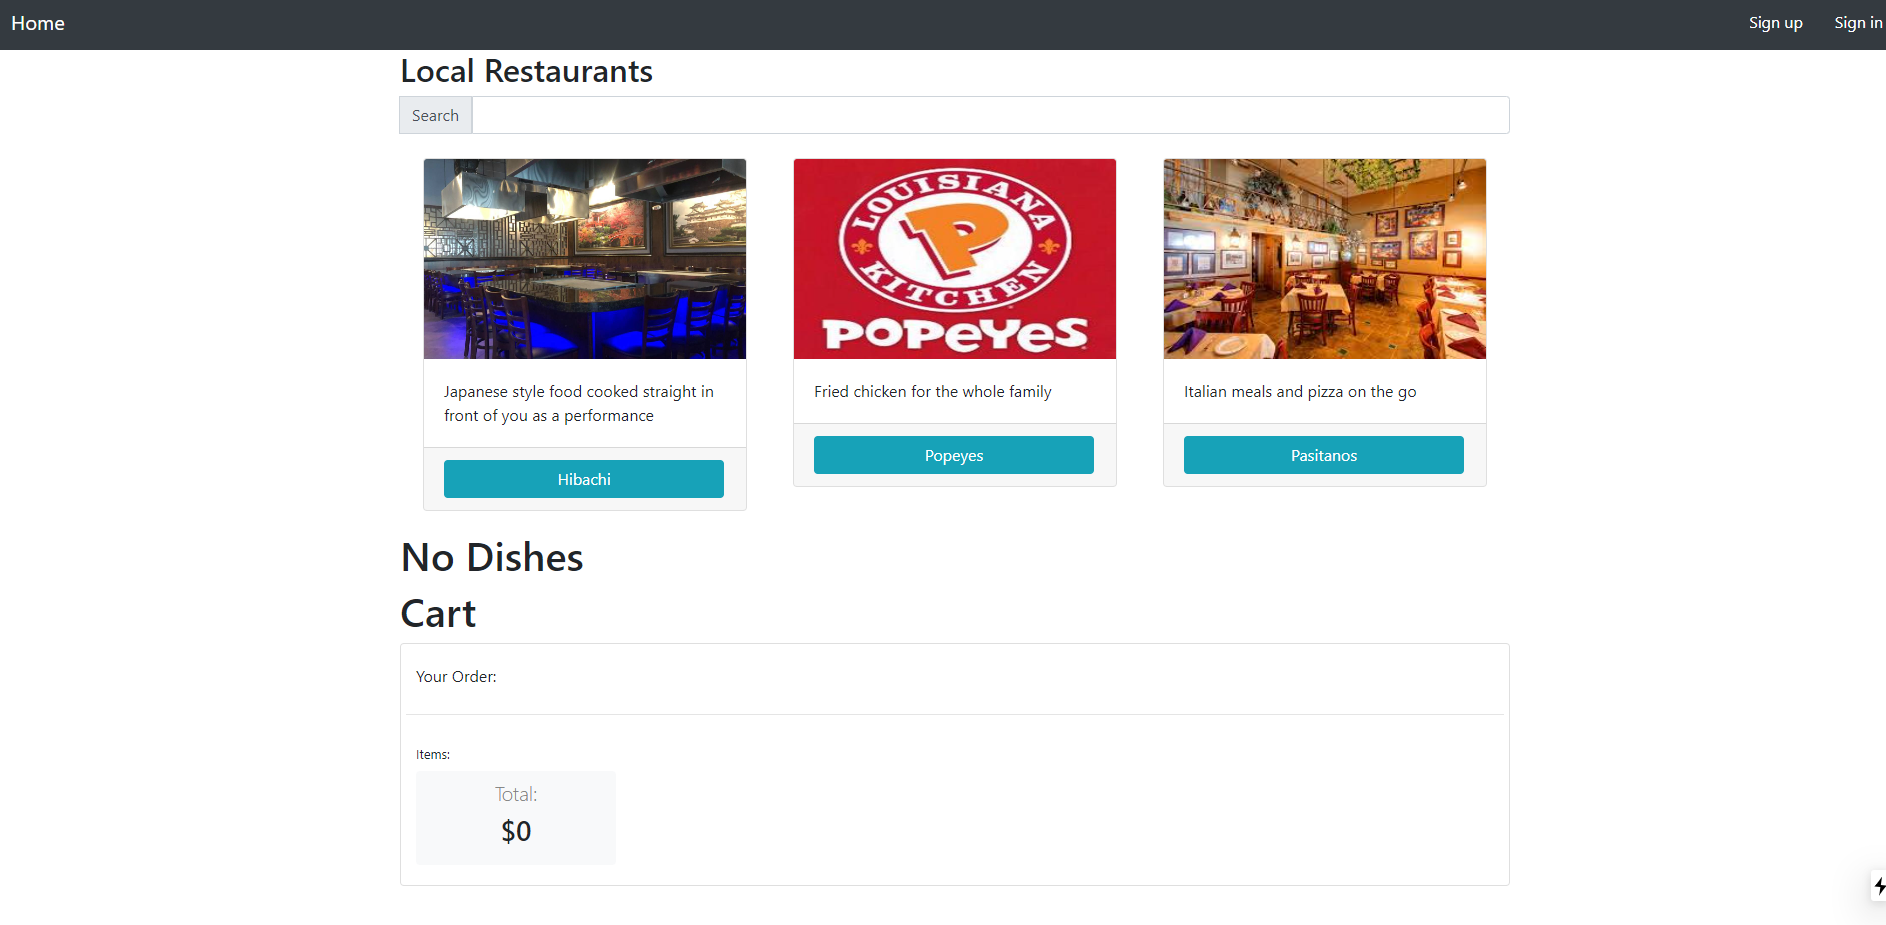 Home
Sign up
Sign in
Local Restaurants
Search
LOUISIANA
P
KITCHEN
POPEYES
Japanese style food cooked straight in
front of you as a performance
Fried chicken for the whole family
Italian meals and pizza on the go
Hibachi
Popeyes
Pasitanos
No Dishes
Cart
Your Order:
Items:
Total:
$0